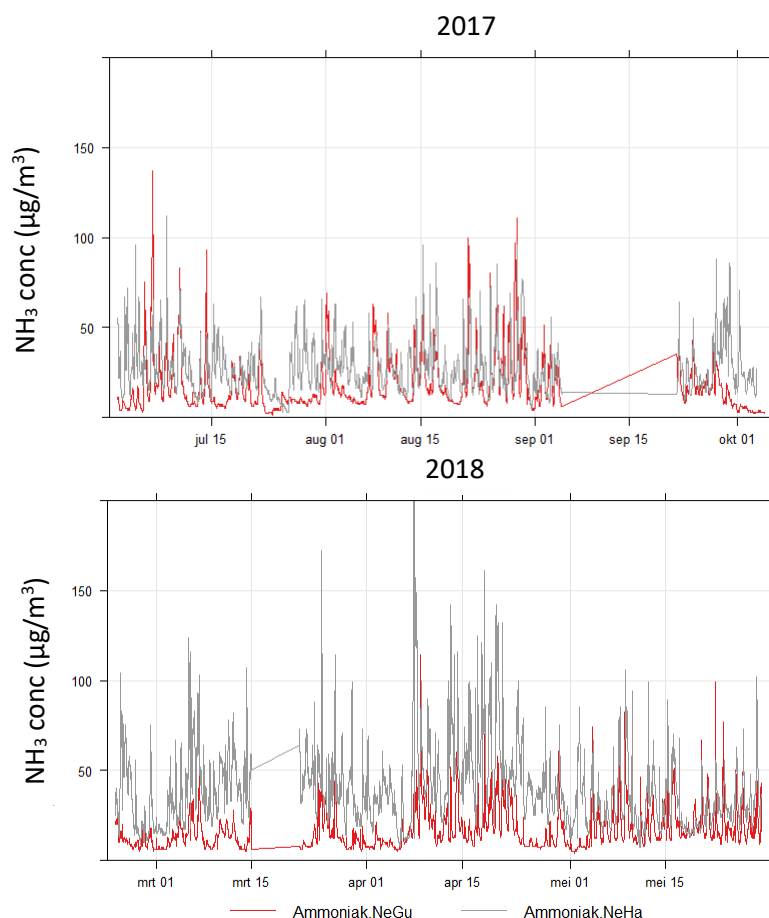 2017
NH₃ conc (µg/m³)
150
100
50
jul 15
aug 01
aug 15
sep 01
sep 15
okt 01
2018
NH₃ conc (µg/m³)
150
100
50
mrt 01
mrt 15
apr 01
apr 15
mei 01
mei 15
Ammoniak.NeGu
Ammoniak.NeHa